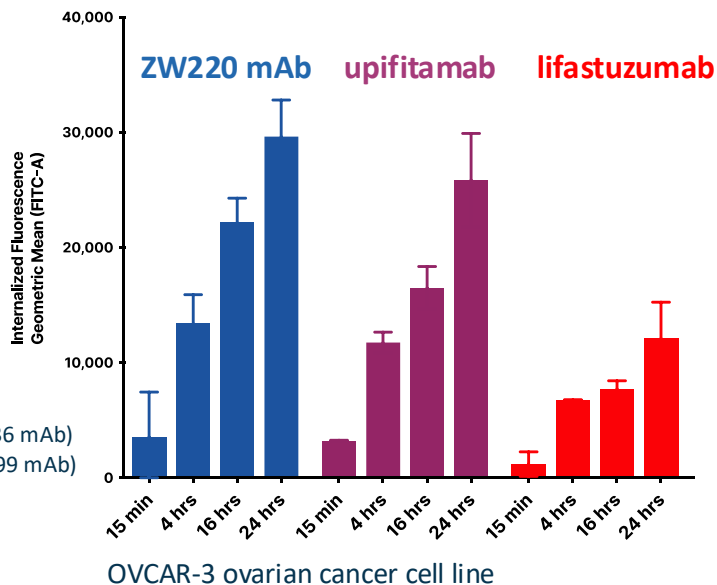 40,000
ZW220 mAb upifitamab lifastuzumab
30,000
20,000
10,000
0
Internalized Fluorescence
Geometric Mean (FITC-A)
36 mAb)
99 mAb)
15 min 4 hrs 16 hrs 24 hrs 15 min 4 hrs 16 hrs 24 hrs 15 min 4 hrs 16 hrs 24 hrs
OVCAR-3 ovarian cancer cell line